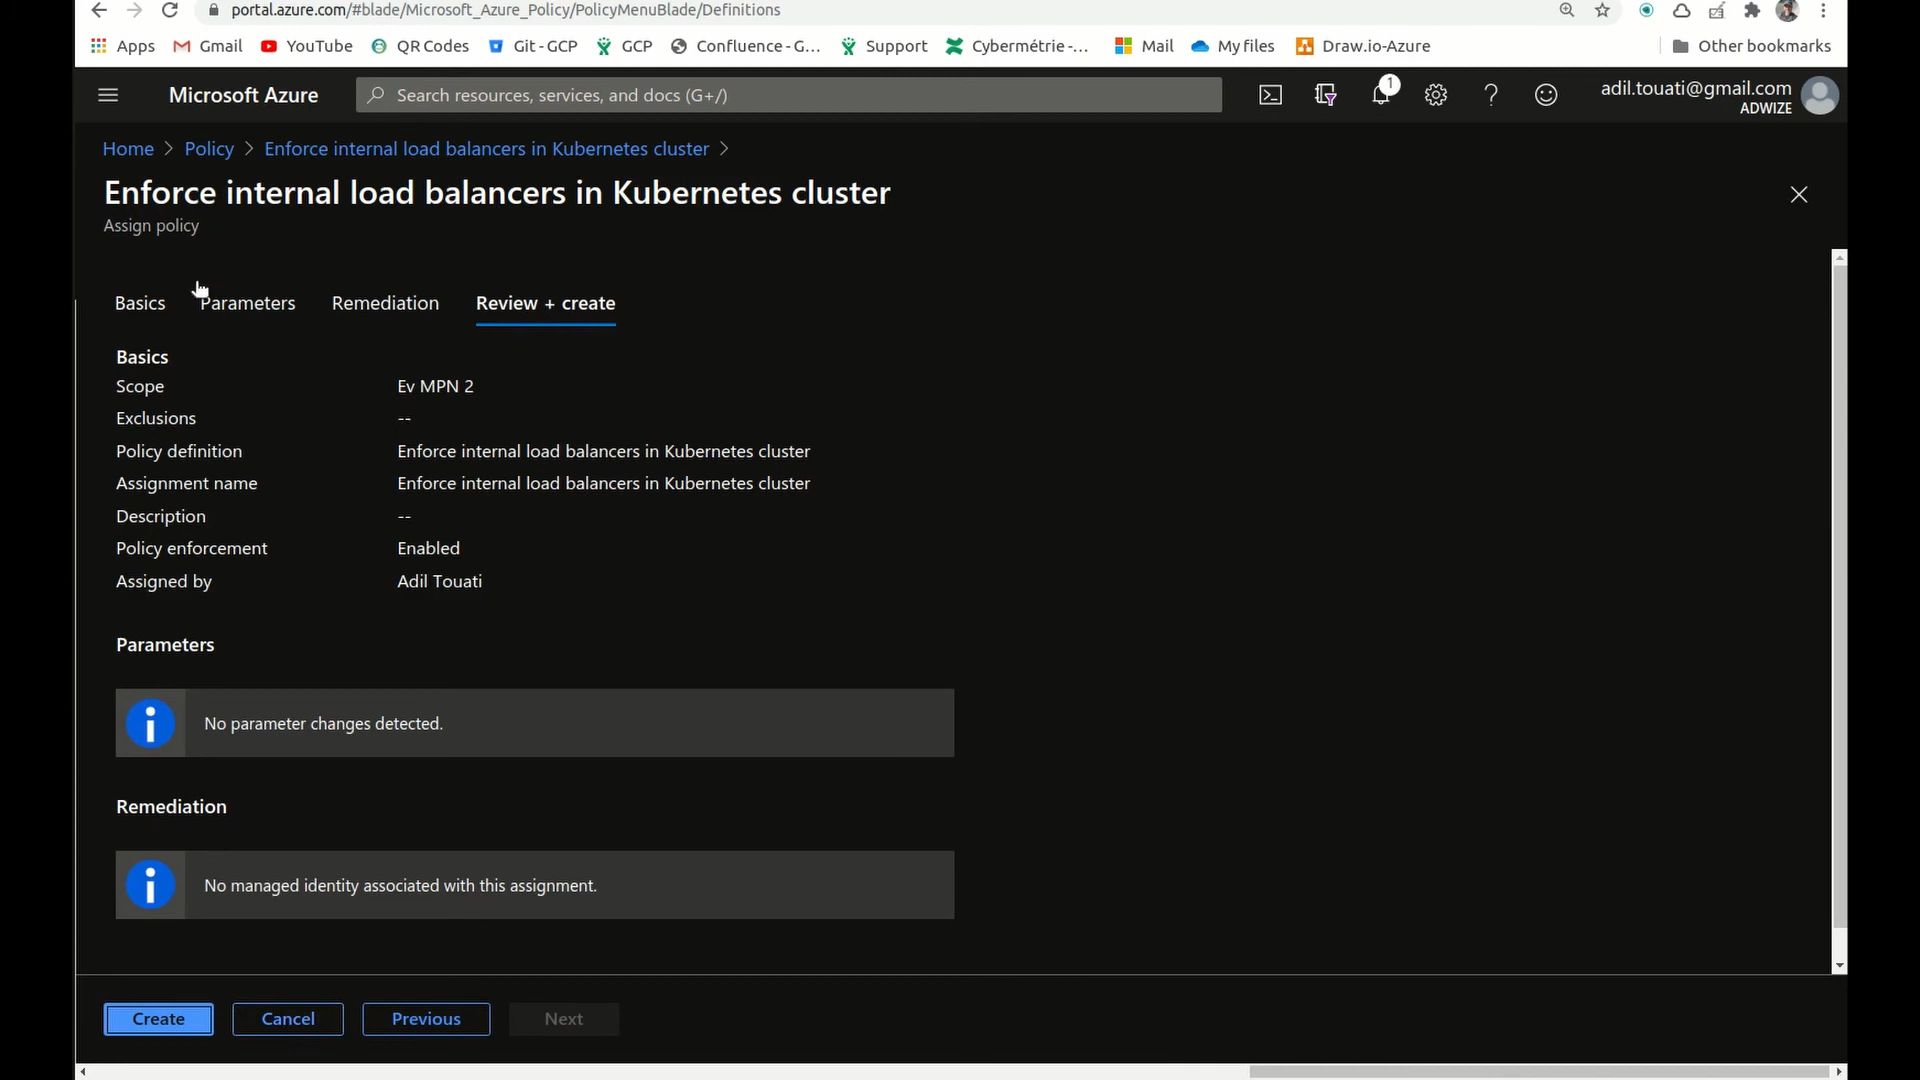 portal.azure.com/#blade/Microsoft_Azure_Policy/PolicyMenuBlade/Definitions
Apps Gmail YouTube QR Codes Git - GCP GCP Confluence - G... Support Cybermétrie -... Mail My files Draw.io-Azure Other bookmarks
Microsoft Azure Search resources, services, and docs (G+/) 1 adil.touati@gmail.com
ADWIZE
Home > Policy > Enforce internal load balancers in Kubernetes cluster >
Enforce internal load balancers in Kubernetes cluster
Assign policy
Basics Parameters Remediation Review + create
Basics
Scope Ev MPN 2
Exclusions --
Policy definition Enforce internal load balancers in Kubernetes cluster
Assignment name Enforce internal load balancers in Kubernetes cluster
Description --
Policy enforcement Enabled
Assigned by Adil Touati
Parameters
No parameter changes detected.
Remediation
No managed identity associated with this assignment.
Create Cancel Previous Next